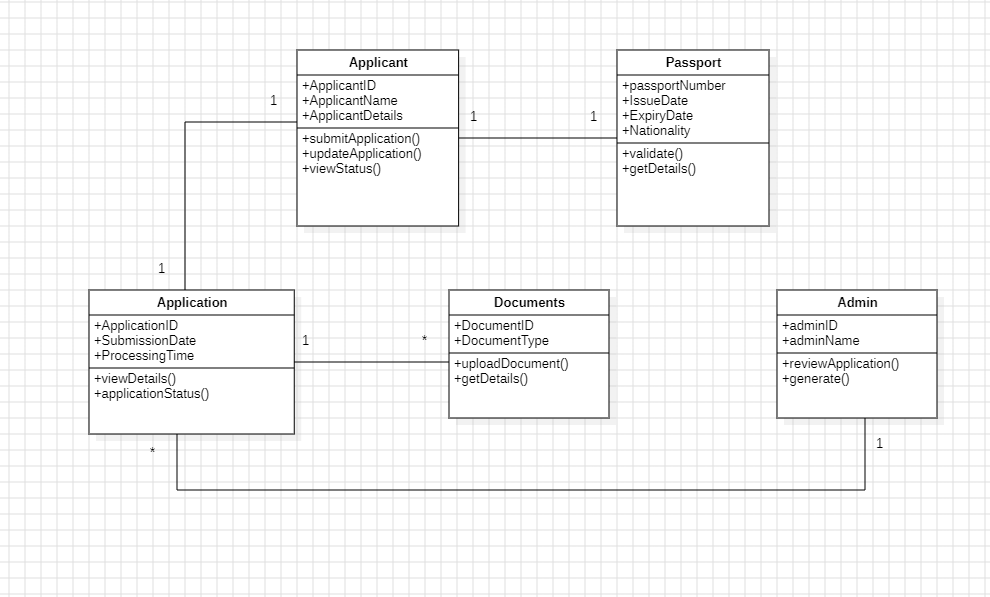 Applicant
+ApplicantID
+ApplicantName
+ApplicantDetails
+submitApplication()
+updateApplication()
+viewStatus()
Passport
+passportNumber
+IssueDate
+ExpiryDate
+Nationality
+validate()
+getDetails()
1
1
1
1
Application
+ApplicationID
+SubmissionDate
+ProcessingTime
+viewDetails()
+applicationStatus()
1
*
Documents
+DocumentID
+DocumentType
+uploadDocument()
+getDetails()
Admin
+adminID
+adminName
+reviewApplication()
+generate()
*
1